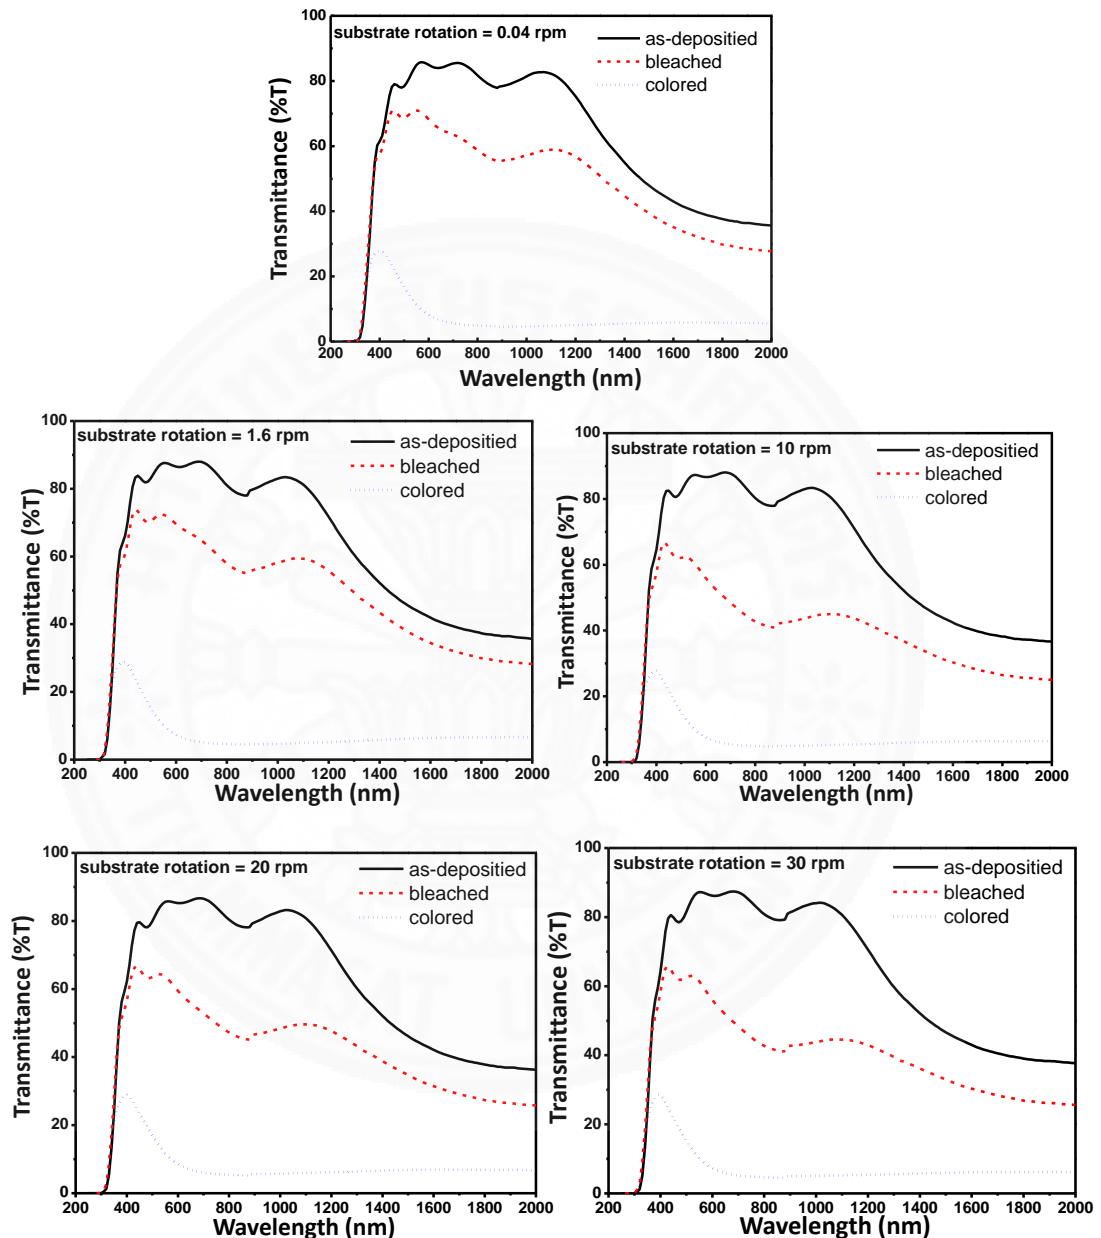 substrate rotation = 0.04 rpm
as-depositied
bleached
colored
Transmittance (%T)
100
80
60
40
20
0
200 400 600 800 1000 1200 1400 1600 1800 2000
Wavelength (nm)
substrate rotation = 1.6 rpm
as-depositied
bleached
colored
Transmittance (%T)
100
80
60
40
20
0
200 400 600 800 1000 1200 1400 1600 1800 2000
Wavelength (nm)
substrate rotation = 10 rpm
as-depositied
bleached
colored
Transmittance (%T)
100
80
60
40
20
0
200 400 600 800 1000 1200 1400 1600 1800 2000
Wavelength (nm)
substrate rotation = 20 rpm
as-depositied
bleached
colored
Transmittance (%T)
100
80
60
40
20
0
200 400 600 800 1000 1200 1400 1600 1800 2000
Wavelength (nm)
substrate rotation = 30 rpm
as-depositied
bleached
colored
Transmittance (%T)
100
80
60
40
20
0
200 400 600 800 1000 1200 1400 1600 1800 2000
Wavelength (nm)